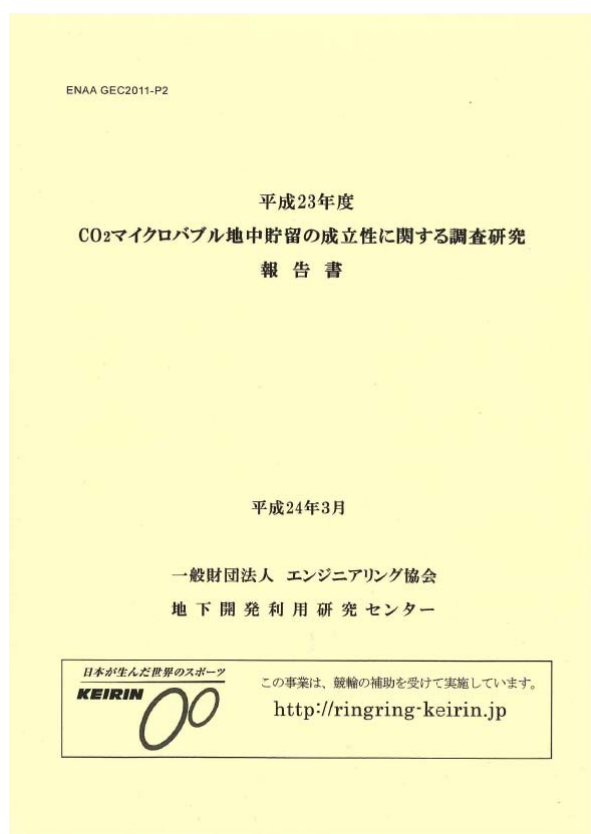 ENAA GEC2011-P2
平成23年度
CO2マイクロバブル地中貯留の成立性に関する調査研究
報 告 書
平成24年3月
一般財団法人 エンジニアリング協会
地 下 開 発 利 用 研 究 セ ン タ ー
日本が生んだ世界のスポーツ
KEIRIN
この事業は、競輪の補助を受けて実施しています。
http://ringring-keirin.jp